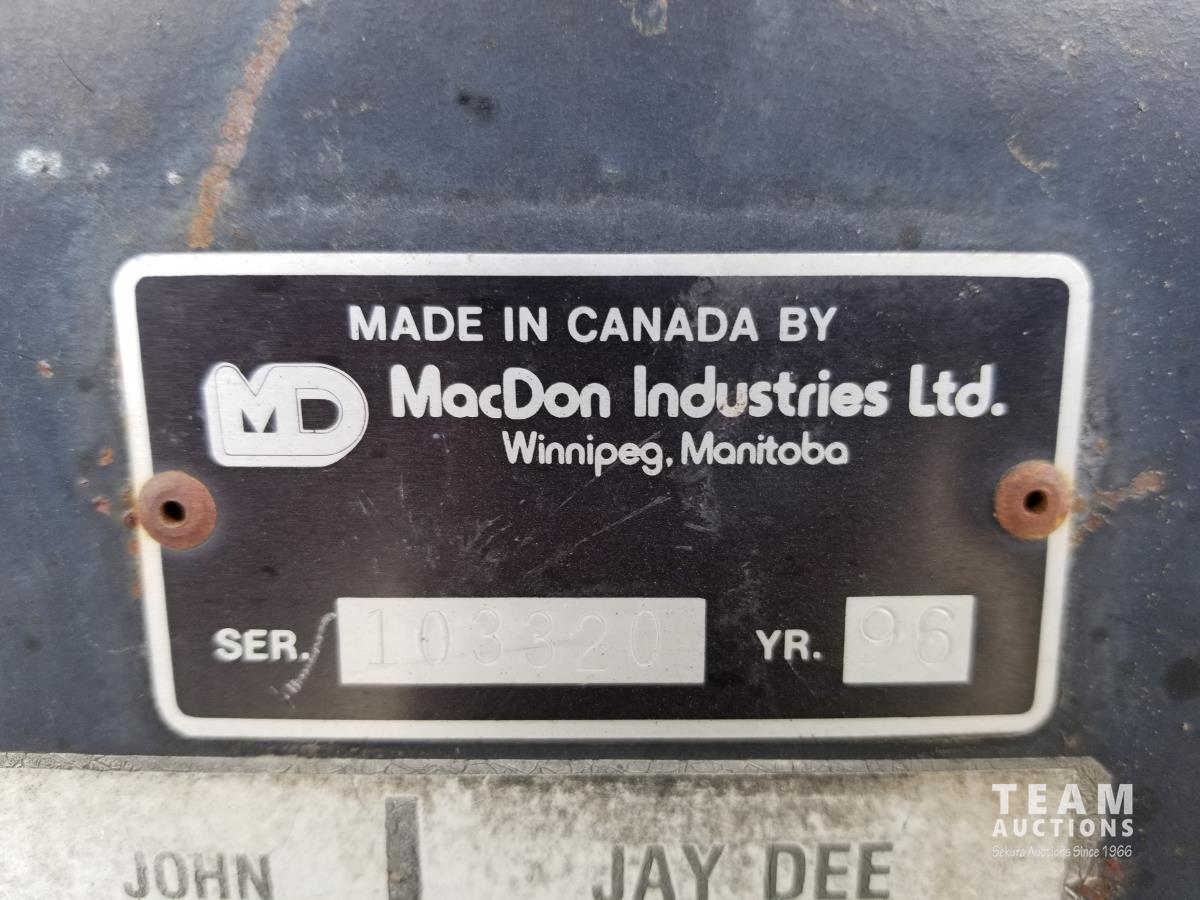 MADE IN CANADA BY
MD MacDon Industries Ltd.
Winnipeg, Manitoba
SER. 103320 YR. 96
JOHN JAY DEE
TEAM
AUCTIONS
Sekura Auctions Since 1966